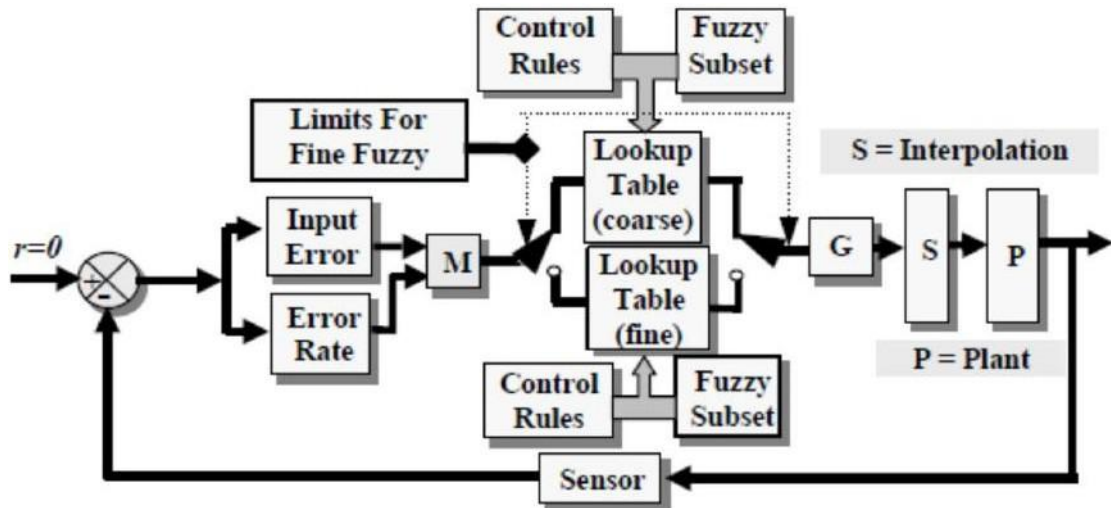 Control
Rules
Fuzzy
Subset
Limits For
Fine Fuzzy
Lookup
Table
(coarse)
S = Interpolation
r=0
+
-
Input
Error
Error
Rate
M
Lookup
Table
(fine)
G
S
P
P = Plant
Control
Rules
Fuzzy
Subset
Sensor